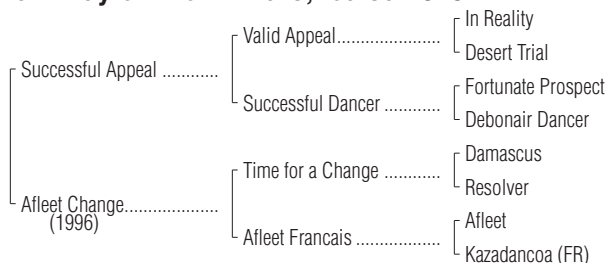 In Reality
Valid Appeal....................
Desert Trial
Successful Appeal ............
Fortunate Prospect
Successful Dancer ............
Debonair Dancer
Damascus
Time for a Change ............
Resolver
Afleet Change....................
(1996)
Afleet
Afleet Francais .................
Kazadancoa (FR)